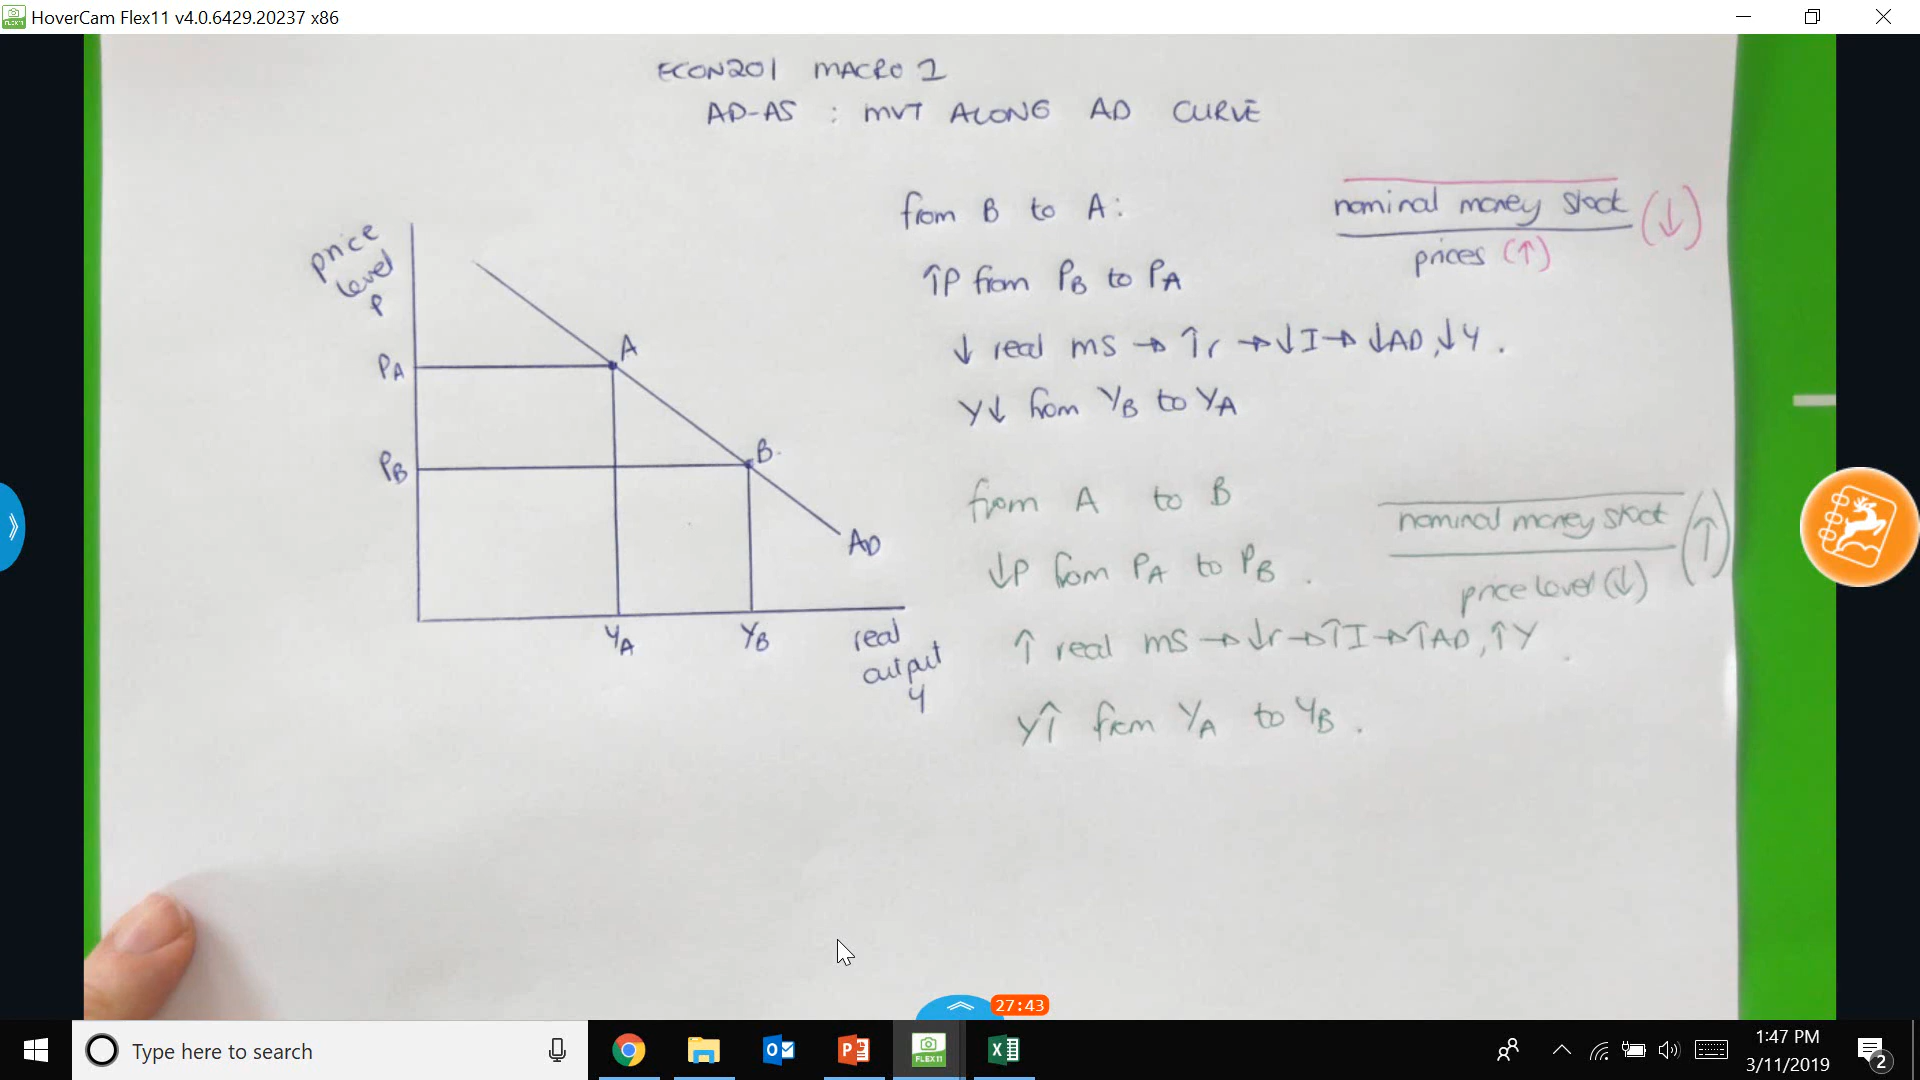 HoverCam Flex11 v4.0.6429.20237 x86
ECON201 MACRO 1
AD-AS : MVT ALONG AD CURVE
price
level
P
PA
PB
A
B.
AD
YA
YB
real
output
Y
from B to A:
↑P from PB to PA
↓ real ms → ↑r → ↓I → ↓AD, ↓Y.
Y↓ from YB to YA
nominal money stock (↓)
prices (↑)
from A to B
↓P from PA to PB.
↑ real ms → ↓r → ↑I → ↑AD, ↑Y.
Y↑ from YA to YB.
nominal money stock (↑)
price level (↓)
27:43
Type here to search
FLEX11
1:47 PM
3/11/2019
2